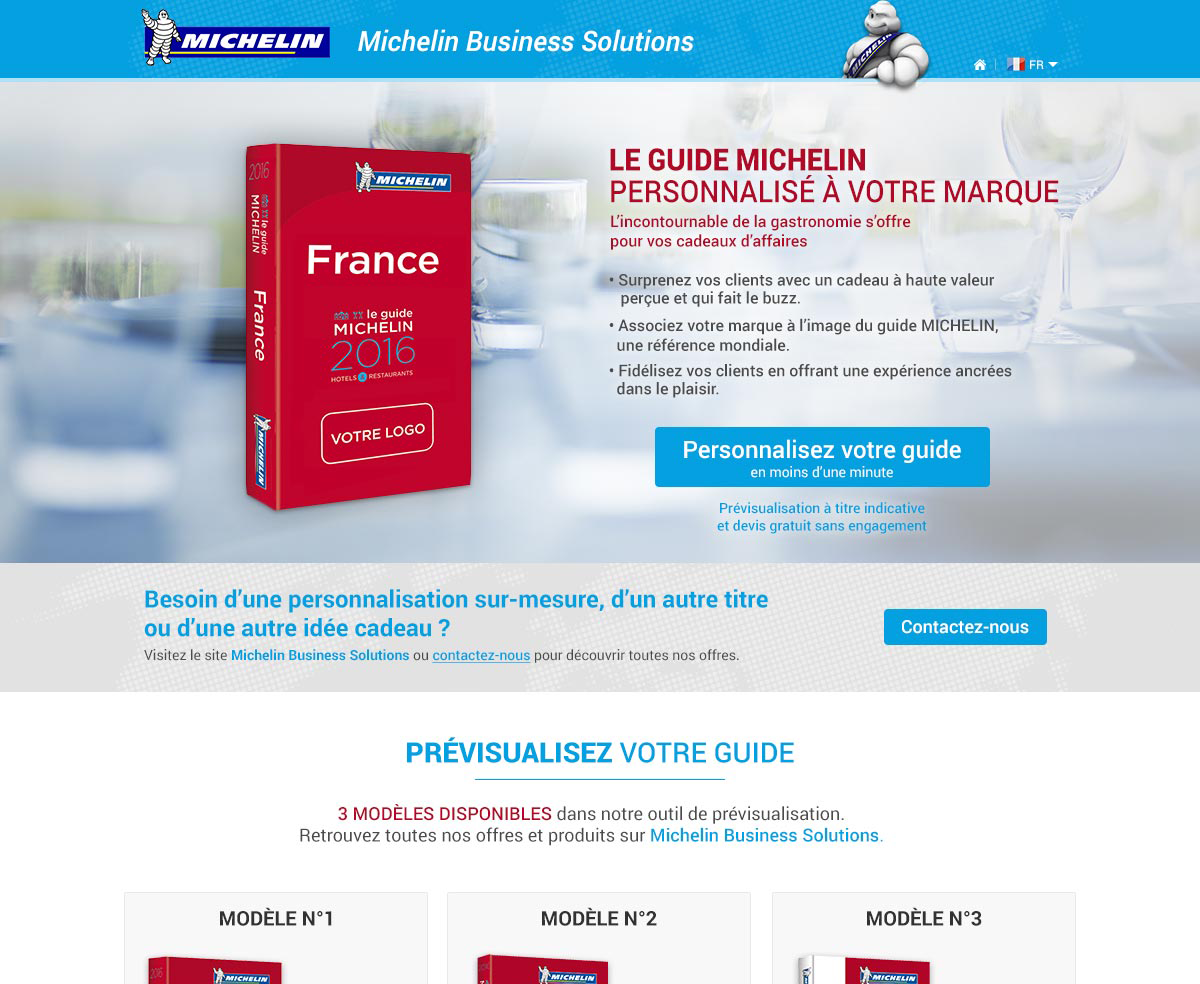 MICHELIN
Michelin Business Solutions
MICHELIN
FR
2016
le guide
MICHELIN
France
MICHELIN
MICHELIN
France
le guide
MICHELIN
2016
HOTELS & RESTAURANTS
VOTRE LOGO
LE GUIDE MICHELIN
PERSONNALISÉ À VOTRE MARQUE
L'incontournable de la gastronomie s'offre
pour vos cadeaux d'affaires
• Surprenez vos clients avec un cadeau à haute valeur
perçue et qui fait le buzz.
• Associez votre marque à l'image du guide MICHELIN,
une référence mondiale.
• Fidélisez vos clients en offrant une expérience ancrées
dans le plaisir.
Personnalisez votre guide
en moins d'une minute
Prévisualisation à titre indicative
et devis gratuit sans engagement
Besoin d'une personnalisation sur-mesure, d'un autre titre
ou d'une autre idée cadeau ?
Visitez le site Michelin Business Solutions ou contactez-nous pour découvrir toutes nos offres.
Contactez-nous
PRÉVISUALISEZ VOTRE GUIDE
3 MODÈLES DISPONIBLES dans notre outil de prévisualisation.
Retrouvez toutes nos offres et produits sur Michelin Business Solutions.
MODÈLE N°1
MODÈLE N°2
MODÈLE N°3
2016
MICHELIN
MICHELIN
MICHELIN